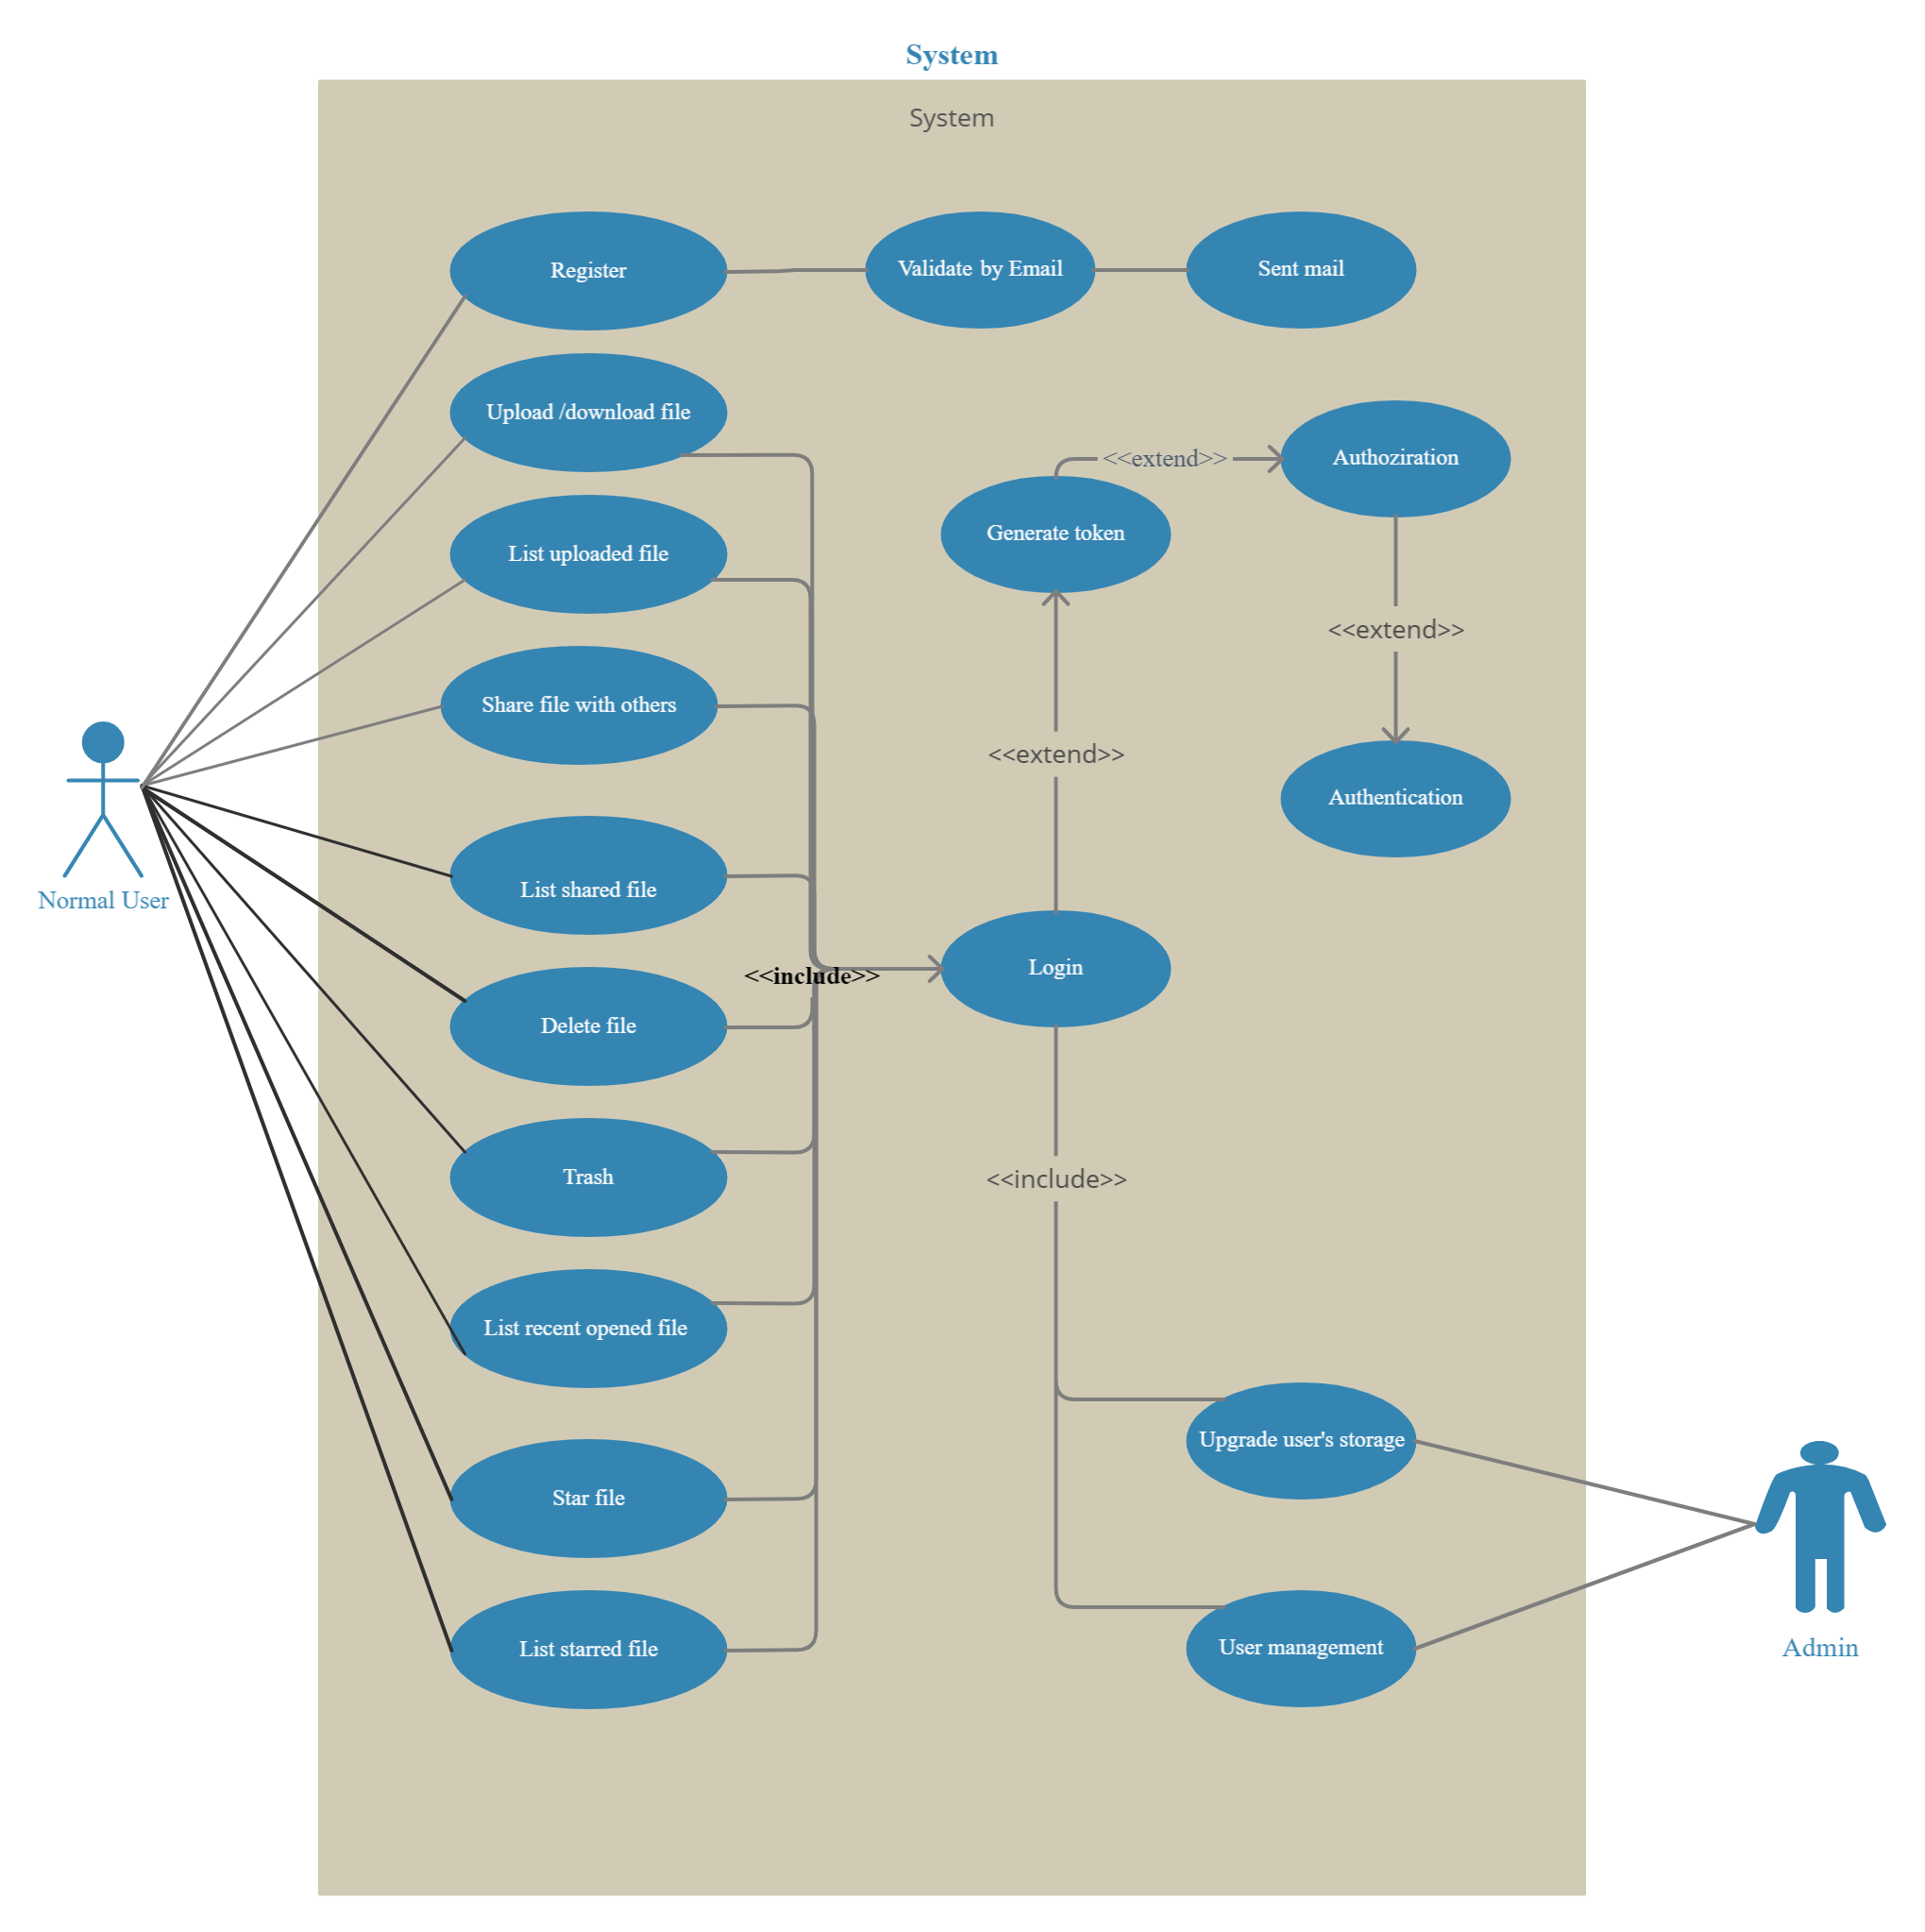 System
System
Register
Validate by Email
Sent mail
Upload /download file
<<extend>>
Authoziration
List uploaded file
Generate token
<<extend>>
Share file with others
<<extend>>
Authentication
Normal User
List shared file
<<include>>
Login
Delete file
Trash
<<include>>
List recent opened file
Upgrade user's storage
Star file
List starred file
User management
Admin